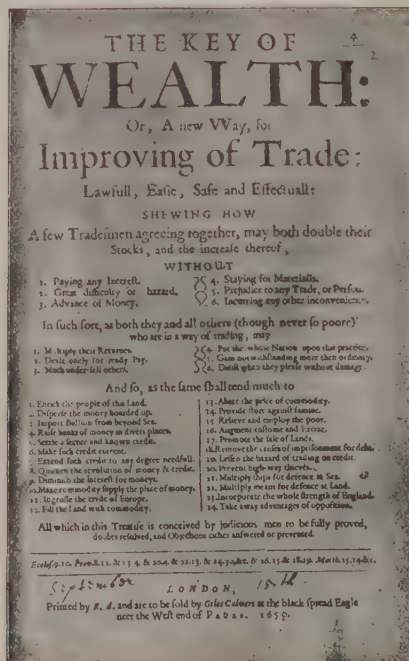 4
2
THE KEY OF
WEALTH:
Or, A new VVay, for
Improving of Trade:
Lawfull, Easie, Safe and Effectuall:
SHEWING HOW
A few Tradesmen agreeing together, may both double their
Stocks, and the increase thereof,
WITHOUT
1. Paying any Interest.
2. Great difficulty or hazard.
3. Advance of Money.
4. Staying for Materialls.
5. Prejudice to any Trade, or Person.
6. Incurring any other inconvenience.
In such sort, as both they and all others (though never so poore)
who are in a way of trading, may
1. Multiply their Returnes.
2. Deale onely for ready Pay.
3. Much under-sell others.
4. Put the whole Nation upon this practice.
5. Gain notwithstanding more then ordinary.
6. Desist when they please without damage.
And so, as the same shall tend much to
1. Enrich the people of this Land.
2. Disperse the money hoarded up.
3. Import Bullion from beyond Sea.
4. Raise banks of money in divers places.
5. Settle a secure and known credit.
6. Make such credit current.
7. Extend such credit to any degree needfull.
8. Quicken the revolution of money & credit.
9. Diminish the interest for moneys.
10. Make commodity supply the place of money.
11. Ingrosse the trade of Europe.
12. Fill the Land with commodity.
13. Abate the price of commodity.
14. Provide store against famine.
15. Relieve and employ the poor.
16. Augment custome and Excise.
17. Promote the sale of Lands.
18. Remove the causes of imprisonment for debt.
19. Lessen the hazard of trading on credit.
20. Prevent high-way theeves.
21. Multiply ships for defence at Sea.
22. Multiply means for defence at Land.
23. Incorporate the whole strength of England.
24. Take away advantages of opposition.
All which in this Treatise is conceived by judicious men to be fully proved,
doubts resolved, and Objections either answered or prevented.
September 15th
LONDON,
Printed by R. A. and are to be sold by Giles Calvert at the black spread Eagle
near the West end of Pauls. 1650.